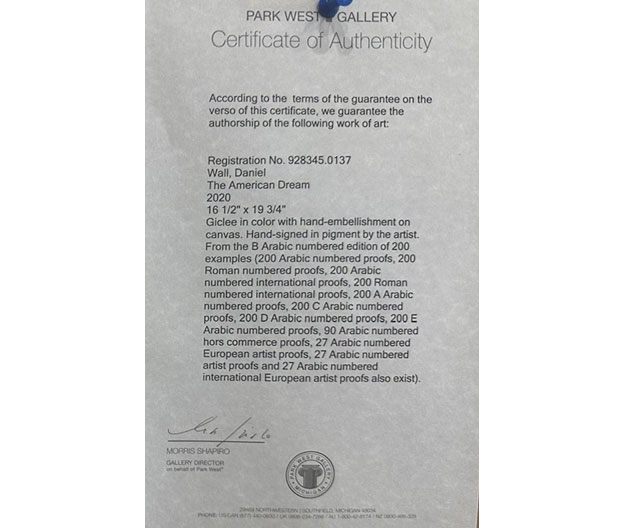 PARK WEST GALLERY
Certificate of Authenticity
According to the terms of the guarantee on the
verso of this certificate, we guarantee the
authorship of the following work of art:
Registration No. 928345.0137
Wall, Daniel
The American Dream
2020
16 1/2" x 19 3/4"
Giclee in color with hand-embellishment on
canvas. Hand-signed in pigment by the artist.
From the B Arabic numbered edition of 200
examples (200 Arabic numbered proofs, 200
Roman numbered proofs, 200 Arabic
numbered international proofs, 200 Roman
numbered international proofs, 200 A Arabic
numbered proofs, 200 C Arabic numbered
proofs, 200 D Arabic numbered proofs, 200 E
Arabic numbered proofs, 90 Arabic numbered
hors commerce proofs, 27 Arabic numbered
European artist proofs, 27 Arabic numbered
artist proofs and 27 Arabic numbered
international European artist proofs also exist).
MORRIS SHAPIRO
GALLERY DIRECTOR
on behalf of Park West
PARK WEST GALLERY
MICHIGAN
NORTHWESTERN SOUTHFIELD, MICHIGAN